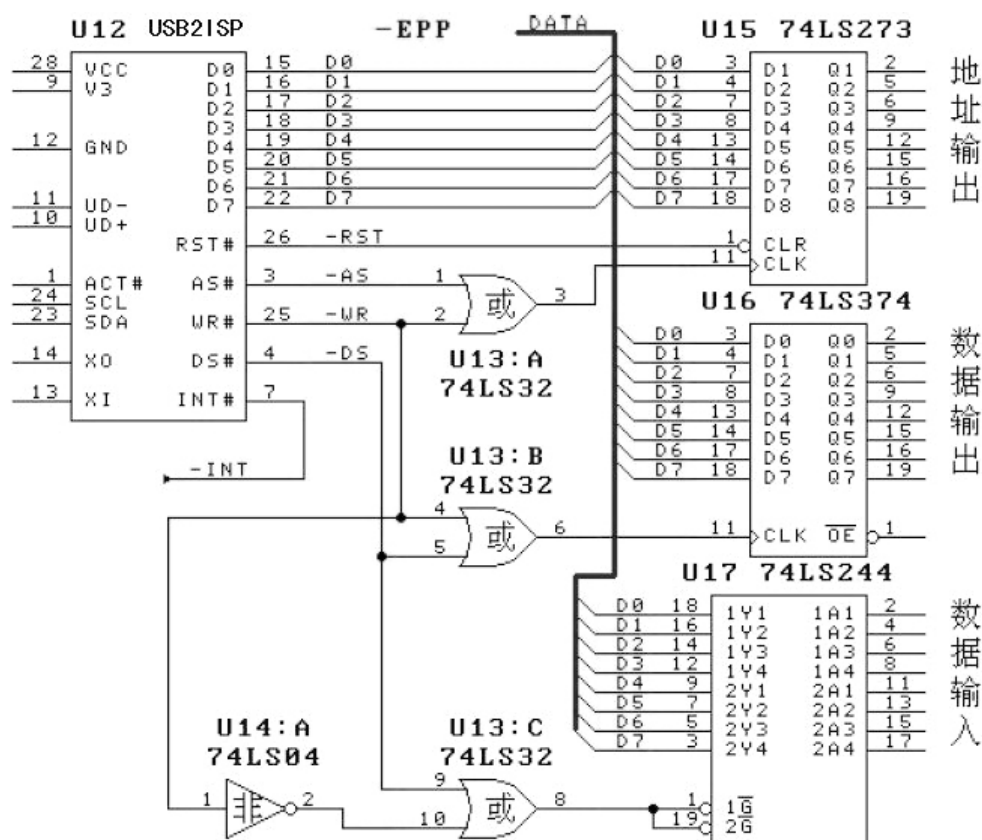 U12 USB2ISP
-EPP
DATA
28 VCC
9 V3
12 GND
11 UD-
10 UD+
1 ACT#
24 SCL
23 SDA
14 XO
13 XI
D0 15 D0
D1 16 D1
D2 17 D2
D3 18 D3
D4 19 D4
D5 20 D5
D6 21 D6
D7 22 D7
RST# 26 -RST
AS# 3 -AS
WR# 25 -WR
DS# 4 -DS
INT# 7
-INT
U15 74LS273
D0 3 D1 Q1 2
D1 4 D2 Q2 5
D2 7 D3 Q3 6
D3 8 D4 Q4 9
D4 13 D5 Q5 12
D5 14 D6 Q6 15
D6 17 D7 Q7 16
D7 18 D8 Q8 19
1 CLR
11 CLK
地址输出
1 或 3
2
U13:A
74LS32
U16 74LS374
D0 3 D0 Q0 2
D1 4 D1 Q1 5
D2 7 D2 Q2 6
D3 8 D3 Q3 9
D4 13 D4 Q4 12
D5 14 D5 Q5 15
D6 17 D6 Q6 16
D7 18 D7 Q7 19
11 CLK OE 1
数据输出
U13:B
74LS32
4 或 6
5
U17 74LS244
D0 18 1Y1 1A1 2
D1 16 1Y2 1A2 4
D2 14 1Y3 1A3 6
D3 12 1Y4 1A4 8
D4 9 2Y1 2A1 11
D5 7 2Y2 2A2 13
D6 5 2Y3 2A3 15
D7 3 2Y4 2A4 17
1 1G
19 2G
数据输入
U14:A
74LS04
1 非 2
U13:C
74LS32
9 或 8
10